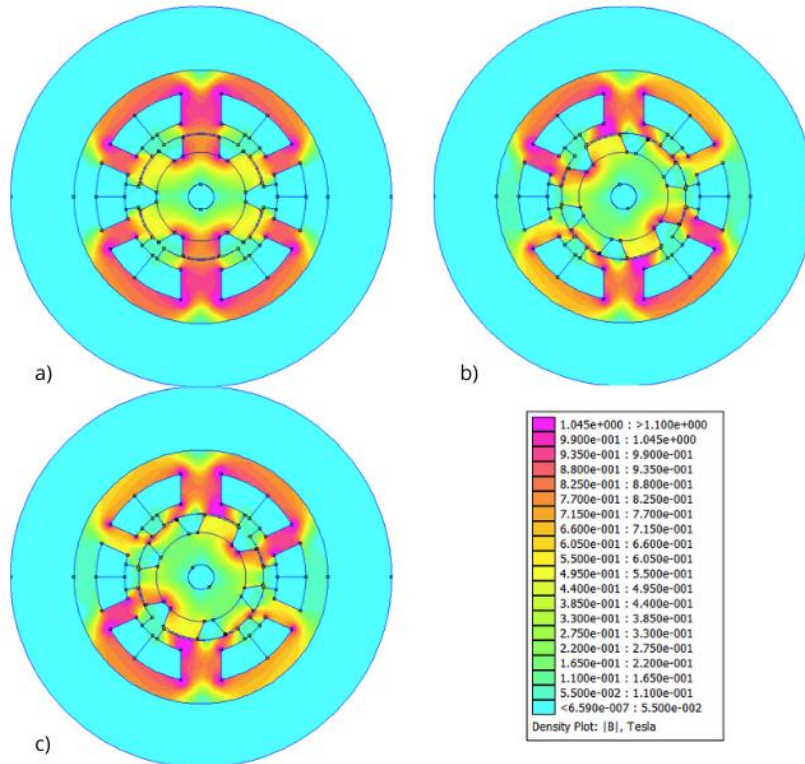 a)
b)
c)
1.045e+000 : >1.100e+000
9.900e-001 : 1.045e+000
9.350e-001 : 9.900e-001
8.800e-001 : 9.350e-001
8.250e-001 : 8.800e-001
7.700e-001 : 8.250e-001
7.150e-001 : 7.700e-001
6.600e-001 : 7.150e-001
6.050e-001 : 6.600e-001
5.500e-001 : 6.050e-001
4.950e-001 : 5.500e-001
4.400e-001 : 4.950e-001
3.850e-001 : 4.400e-001
3.300e-001 : 3.850e-001
2.750e-001 : 3.300e-001
2.200e-001 : 2.750e-001
1.650e-001 : 2.200e-001
1.100e-001 : 1.650e-001
5.500e-002 : 1.100e-001
<6.590e-007 : 5.500e-002
Density Plot: |B|, Tesla